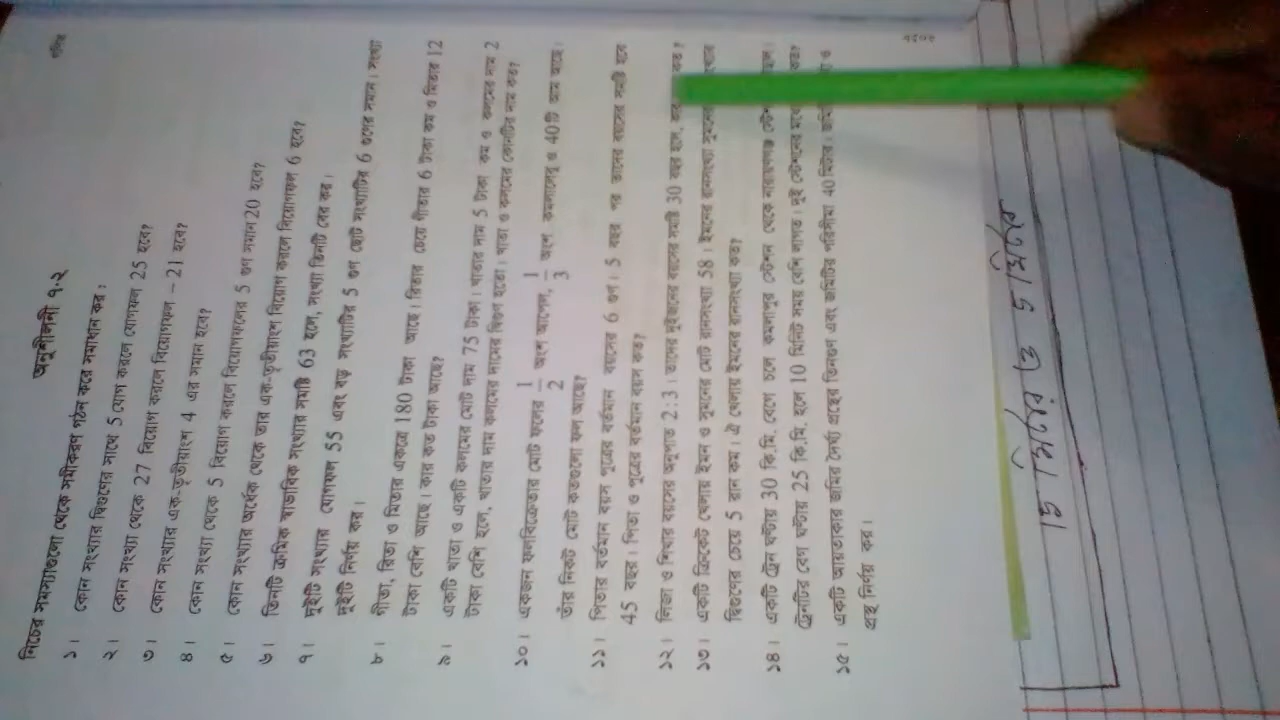 গণিত
অনুশীলনী ৭.২
নিচের সমস্যাগুলো থেকে সমীকরণ গঠন করে সমাধান কর :
১। কোন সংখ্যার দ্বিগুণের সাথে 5 যোগ করলে যোগফল 25 হবে?
২। কোন সংখ্যা থেকে 27 বিয়োগ করলে বিয়োগফল – 21 হবে?
৩। কোন সংখ্যার এক-তৃতীয়াংশ 4 এর সমান হবে?
৪। কোন সংখ্যা থেকে 5 বিয়োগ করলে বিয়োগফলের 5 গুণ সমান 20 হবে?
৫। কোন সংখ্যার অর্ধেক থেকে তার এক-তৃতীয়াংশ বিয়োগ করলে বিয়োগফল 6 হবে?
৬। তিনটি ক্রমিক স্বাভাবিক সংখ্যার সমষ্টি 63 হলে, সংখ্যা তিনটি বের কর।
৭। দুইটি সংখ্যার যোগফল 55 এবং বড় সংখ্যাটির 5 গুণ ছোট সংখ্যাটির 6 গুণের সমান। সংখ্যা
দুইটি নির্ণয় কর।
৮। গীতা, রিতা ও মিতার একত্রে 180 টাকা আছে। রিতার চেয়ে গীতার 6 টাকা কম ও মিতার 12
টাকা বেশি আছে। কার কত টাকা আছে?
৯। একটি খাতা ও একটি কলমের মোট দাম 75 টাকা। খাতার দাম 5 টাকা কম ও কলমের দাম 2
টাকা বেশি হলে, খাতার দাম কলমের দামের দ্বিগুণ হতো। খাতা ও কলমের কোনটির দাম কত?
১০। একজন ফলবিক্রেতার মোট ফলের 1/2 অংশ আপেল, 1/3 অংশ কমলালেবু ও 40টি আম আছে।
তাঁর নিকট মোট কতগুলো ফল আছে?
১১। পিতার বর্তমান বয়স পুত্রের বর্তমান বয়সের 6 গুণ। 5 বছর পর তাদের বয়সের সমষ্টি হবে
45 বছর। পিতা ও পুত্রের বর্তমান বয়স কত?
১২। লিজা ও শিখার বয়সের অনুপাত 2:3। তাদের দুইজনের বয়সের সমষ্টি 30 বছর হলে, কার কত?
১৩। একটি ক্রিকেট খেলায় ইমন ও সুমনের মোট রানসংখ্যা 58। ইমনের রানসংখ্যা সুমনের
দ্বিগুণের চেয়ে 5 রান কম। ঐ খেলায় ইমনের রানসংখ্যা কত?
১৪। একটি ট্রেন ঘণ্টায় 30 কি.মি. বেগে চলে কমলাপুর স্টেশন থেকে নারায়ণগঞ্জ
ট্রেনটির বেগ ঘণ্টায় 25 কি.মি. হলে 10 মিনিট সময় বেশি লাগত। দুই স্টেশনের মধ্যে
১৫। একটি আয়তাকার জমির দৈর্ঘ্য প্রস্থের তিনগুণ এবং জমিটির পরিসীমা 40 মিটার।
প্রস্থ নির্ণয় কর।
১৫ মিটার ও ৫ মিটার